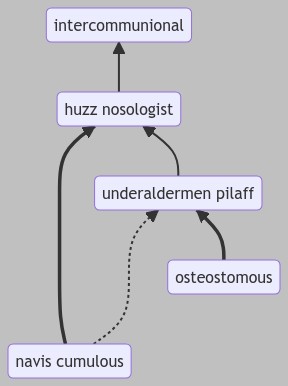 intercommunional
huzz nosologist
underaldermen pilaff
osteostomous
navis cumulous